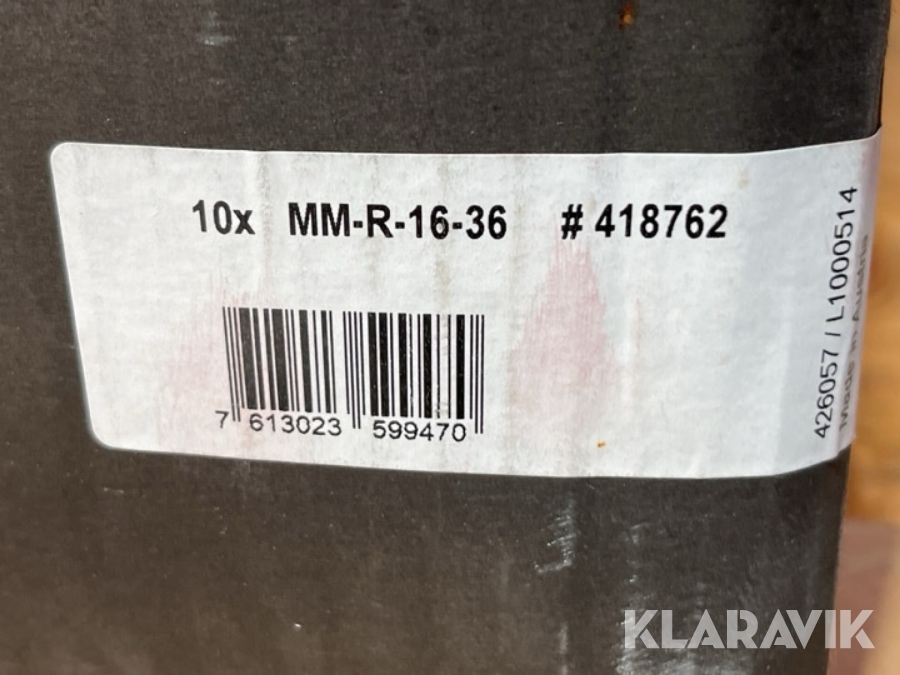 10x MM-R-16-36 # 418762
7 613023 599470
426057 / L1000514
Made in Austria
KLARAVIK